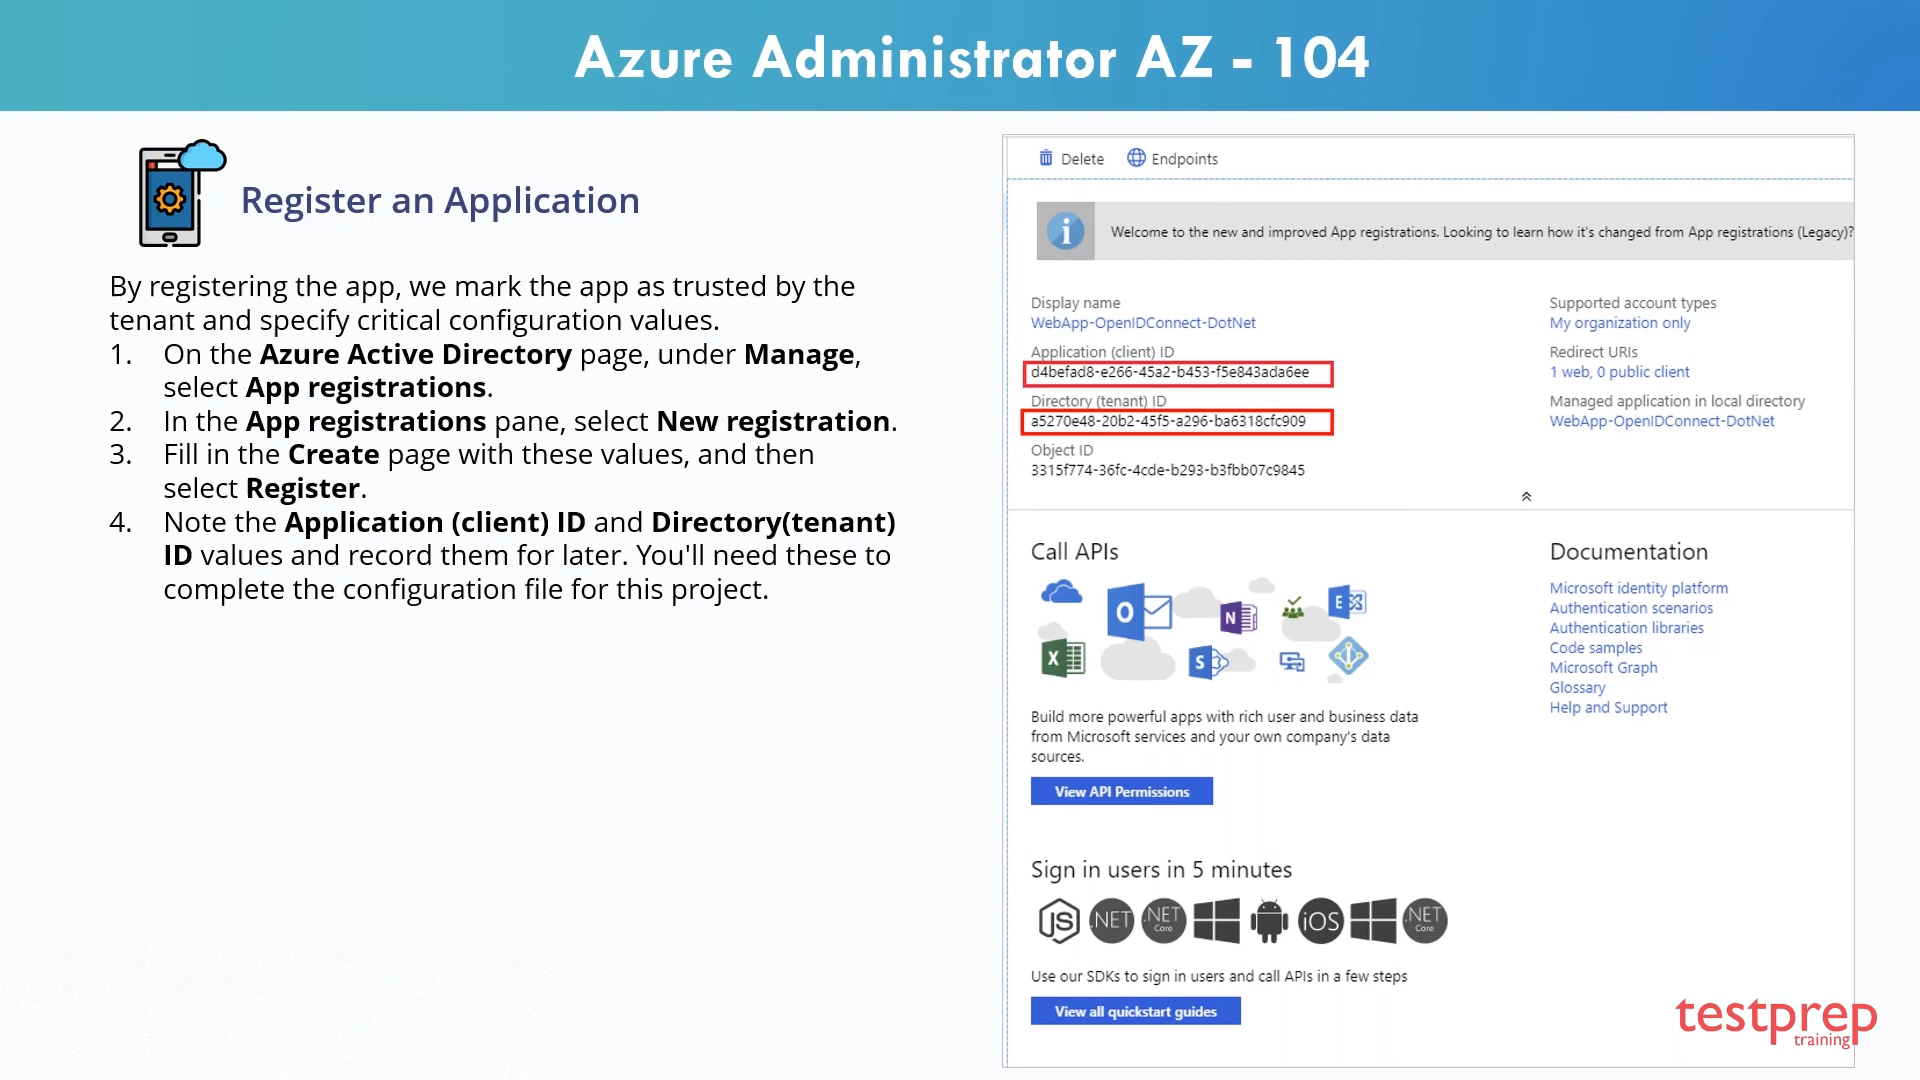 Azure Administrator AZ - 104
Register an Application
By registering the app, we mark the app as trusted by the
tenant and specify critical configuration values.
1. On the Azure Active Directory page, under Manage,
select App registrations.
2. In the App registrations pane, select New registration.
3. Fill in the Create page with these values, and then
select Register.
4. Note the Application (client) ID and Directory(tenant)
ID values and record them for later. You'll need these to
complete the configuration file for this project.
Delete Endpoints
Welcome to the new and improved App registrations. Looking to learn how it's changed from App registrations (Legacy)?
Display name
WebApp-OpenIDConnect-DotNet
Application (client) ID
d4befad8-e266-45a2-b453-f5e843ada6ee
Directory (tenant) ID
a5270e48-20b2-45f5-a296-ba6318cfc909
Object ID
3315f774-36fc-4cde-b293-b3fbb07c9845
Supported account types
My organization only
Redirect URIs
1 web, 0 public client
Managed application in local directory
WebApp-OpenIDConnect-DotNet
Call APIs
O
N
E
X
S
Build more powerful apps with rich user and business data
from Microsoft services and your own company's data
sources.
View API Permissions
Documentation
Microsoft identity platform
Authentication scenarios
Authentication libraries
Code samples
Microsoft Graph
Glossary
Help and Support
Sign in users in 5 minutes
JS .NET .NET Core iOS .NET Core
Use our SDKs to sign in users and call APIs in a few steps
View all quickstart guides
testprep
training